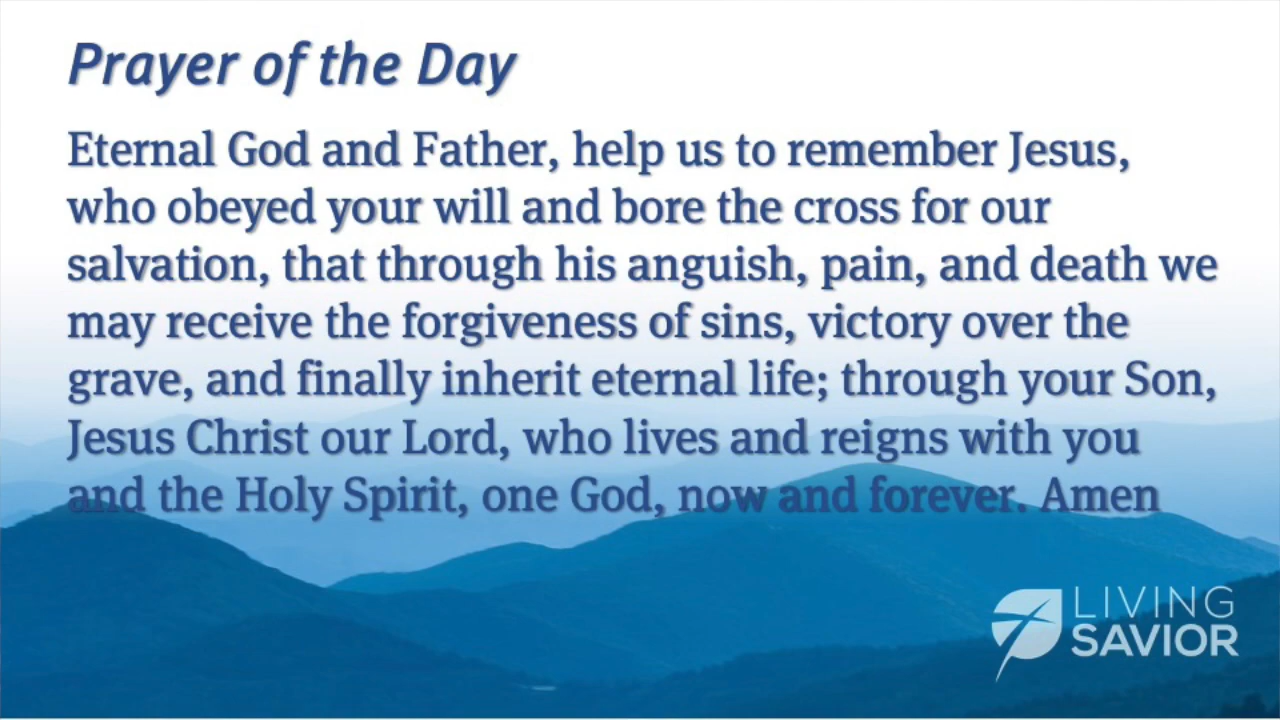 Prayer of the Day
Eternal God and Father, help us to remember Jesus,
who obeyed your will and bore the cross for our
salvation, that through his anguish, pain, and death we
may receive the forgiveness of sins, victory over the
grave, and finally inherit eternal life; through your Son,
Jesus Christ our Lord, who lives and reigns with you
and the Holy Spirit, one God, now and forever. Amen
LIVING
SAVIOR